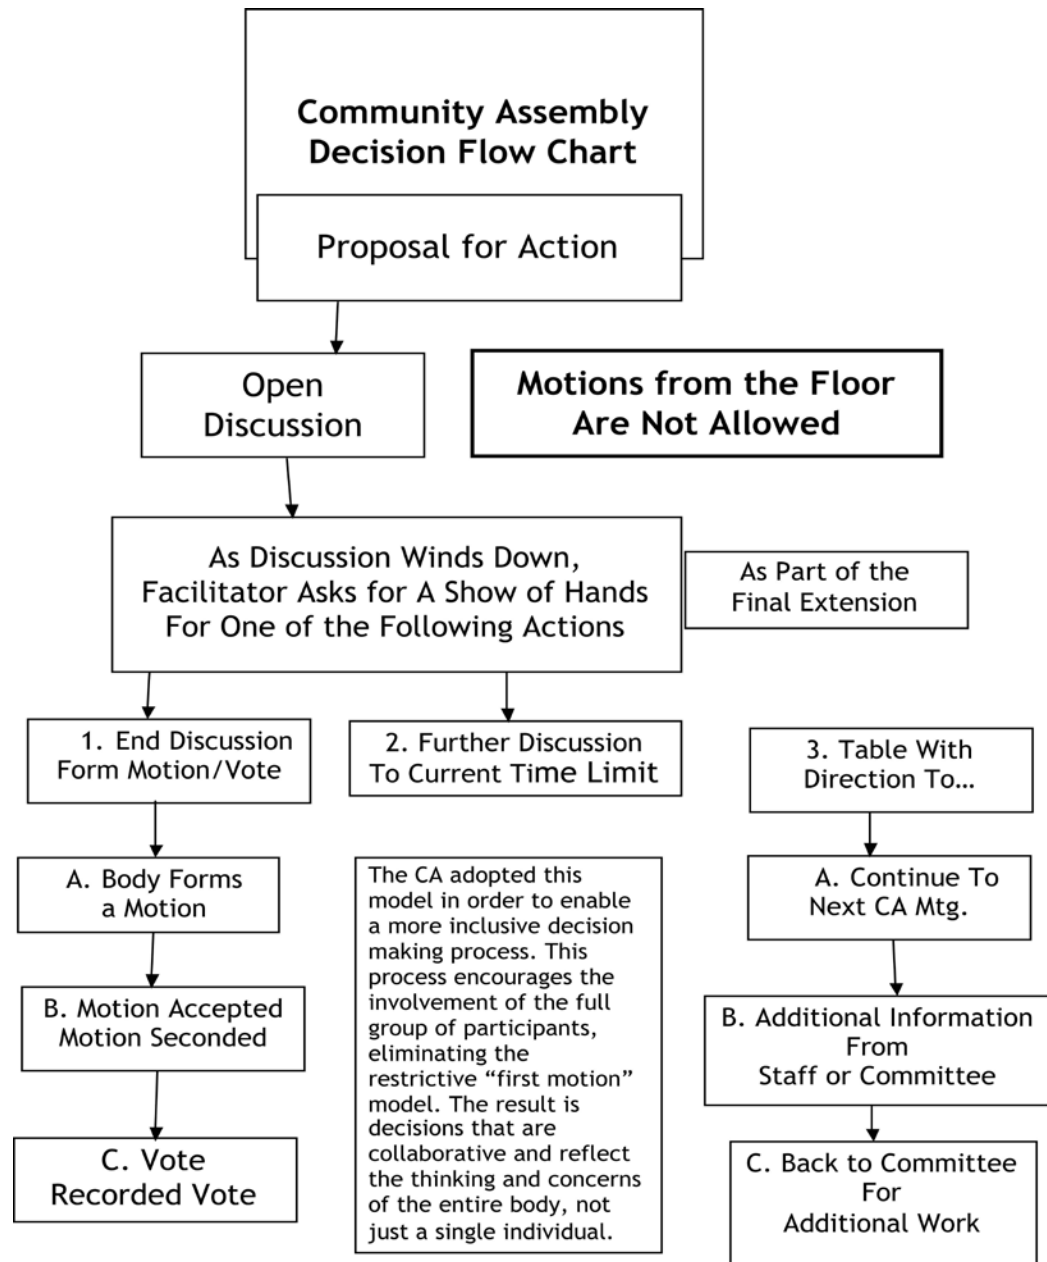 Community Assembly
Decision Flow Chart
Proposal for Action
Open
Discussion
Motions from the Floor
Are Not Allowed
As Discussion Winds Down,
Facilitator Asks for A Show of Hands
For One of the Following Actions
As Part of the
Final Extension
1. End Discussion
Form Motion/Vote
2. Further Discussion
To Current Time Limit
3. Table With
Direction To…
A. Body Forms
a Motion
B. Motion Accepted
Motion Seconded
C. Vote
Recorded Vote
The CA adopted this
model in order to enable
a more inclusive decision
making process. This
process encourages the
involvement of the full
group of participants,
eliminating the
restrictive “first motion”
model. The result is
decisions that are
collaborative and reflect
the thinking and concerns
of the entire body, not
just a single individual.
A. Continue To
Next CA Mtg.
B. Additional Information
From
Staff or Committee
C. Back to Committee
For
Additional Work